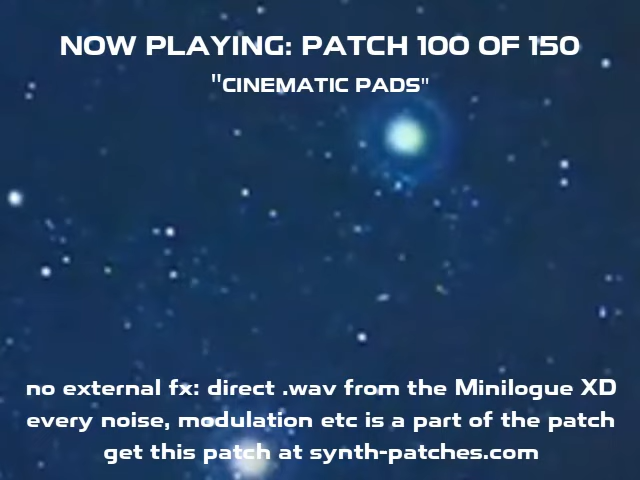 NOW PLAYING: PATCH 100 OF 150
"CINEMATIC PADS"
no external fx: direct .wav from the Minilogue XD
every noise, modulation etc is a part of the patch
get this patch at synth-patches.com